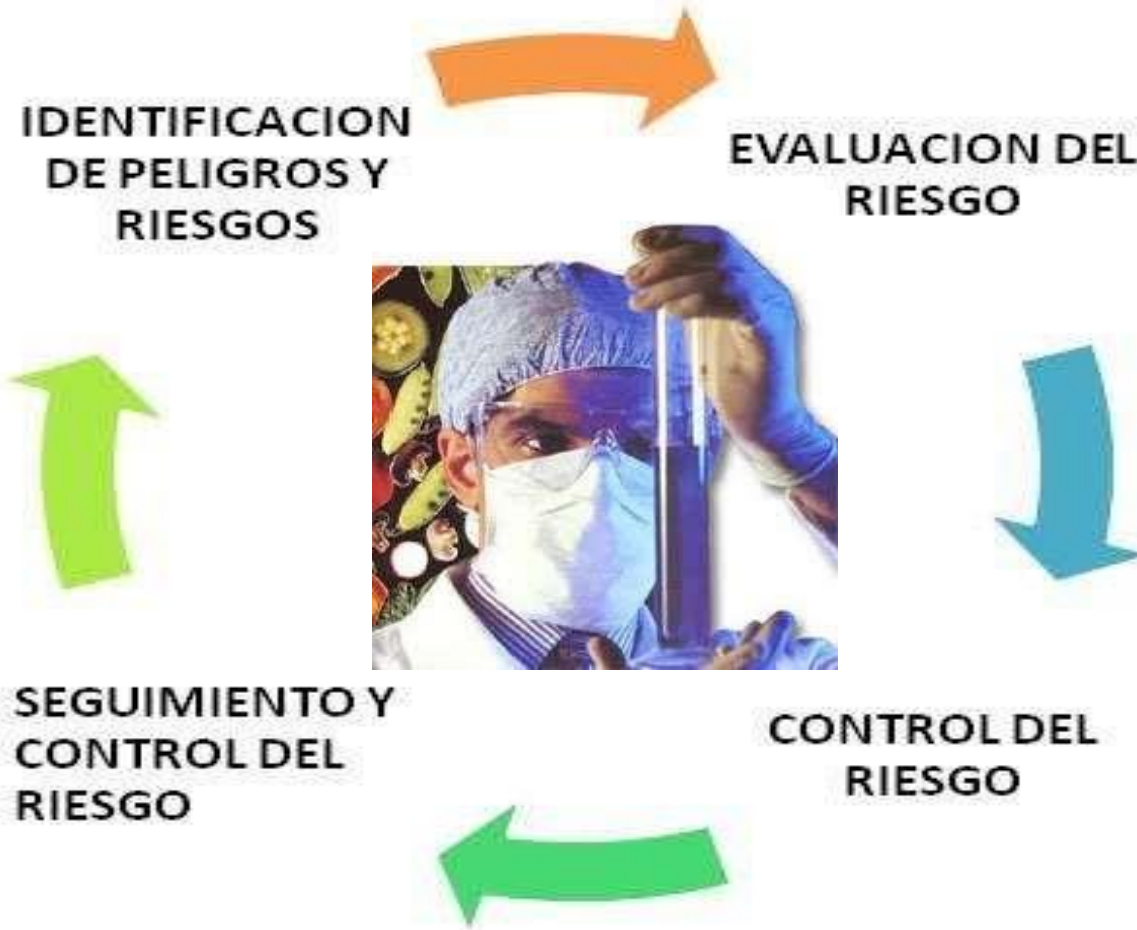 IDENTIFICACION
DE PELIGROS Y
RIESGOS
EVALUACION DEL
RIESGO
CONTROL DEL
RIESGO
SEGUIMIENTO Y
CONTROL DEL
RIESGO